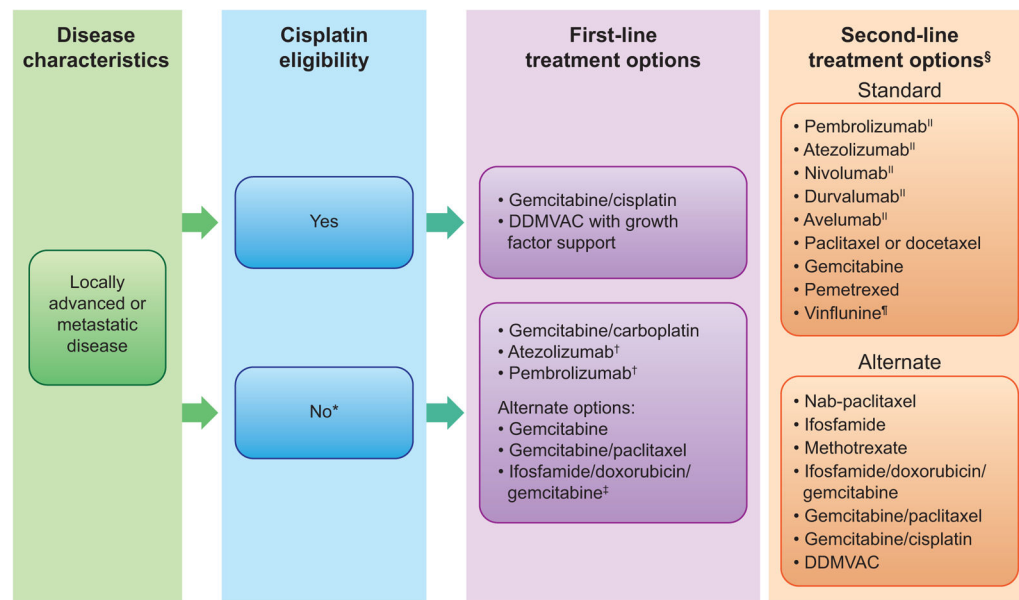 Disease
characteristics
Locally
advanced or
metastatic
disease
Cisplatin
eligibility
Yes
No*
First-line
treatment options
• Gemcitabine/cisplatin
• DDMVAC with growth
factor support
• Gemcitabine/carboplatin
• Atezolizumab†
• Pembrolizumab†
Alternate options:
• Gemcitabine
• Gemcitabine/paclitaxel
• Ifosfamide/doxorubicin/
gemcitabine‡
Second-line
treatment options§
Standard
• Pembrolizumab||
• Atezolizumab||
• Nivolumab||
• Durvalumab||
• Avelumab||
• Paclitaxel or docetaxel
• Gemcitabine
• Pemetrexed
• Vinflunine¶
Alternate
• Nab-paclitaxel
• Ifosfamide
• Methotrexate
• Ifosfamide/doxorubicin/
gemcitabine
• Gemcitabine/paclitaxel
• Gemcitabine/cisplatin
• DDMVAC